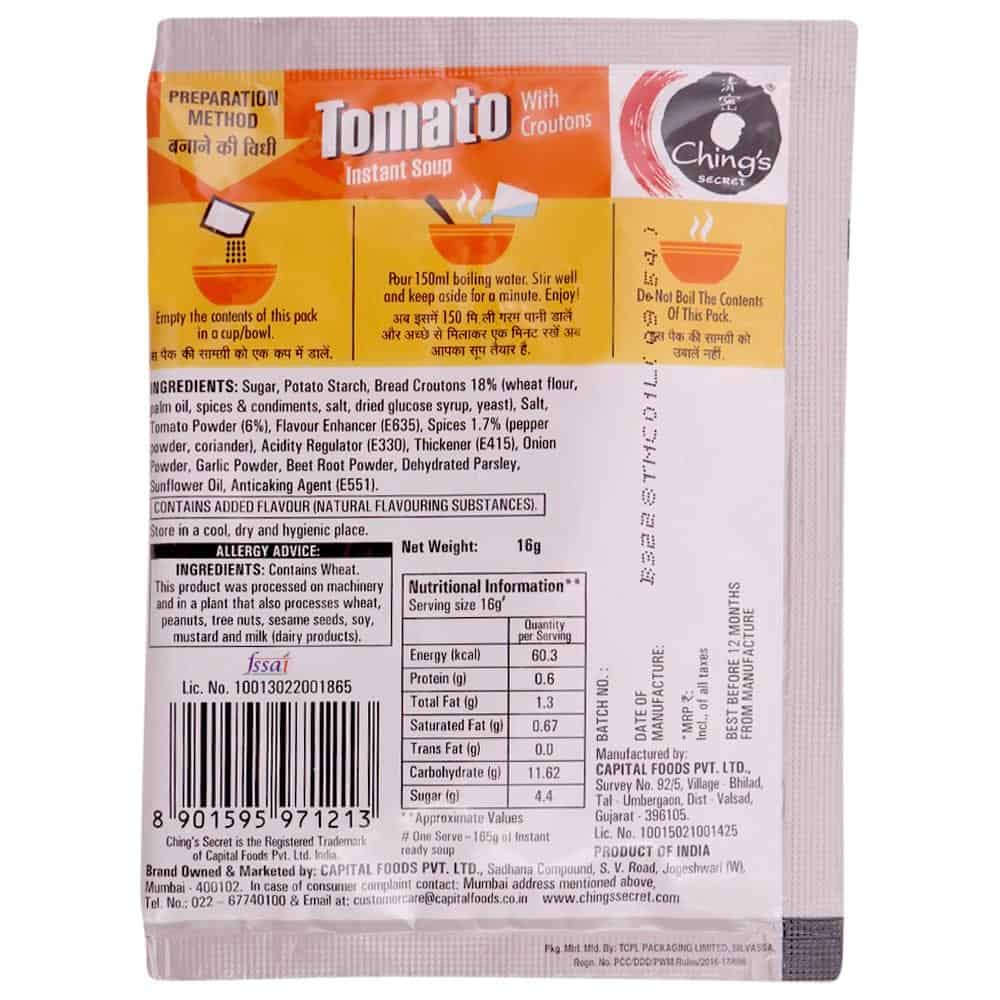 PREPARATION
METHOD
बनाने की विधी
Tomato
With
Croutons
Instant Soup
清宮
Ching's
SECRET
®
Empty the contents of this pack
in a cup/bowl.
स पैक की सामग्री को एक कप में डालें.
Pour 150ml boiling water. Stir well
and keep aside for a minute. Enjoy!
अब इसमें 150 मि ली गरम पानी डालें
और अच्छे से मिलाकर एक मिनट रखें अब
आपका सूप तैयार है.
Do Not Boil The Contents
Of This Pack.
इस पैक की सामग्री को
उबालें नहीं.
INGREDIENTS: Sugar, Potato Starch, Bread Croutons 18% (wheat flour,
palm oil, spices & condiments, salt, dried glucose syrup, yeast), Salt,
Tomato Powder (6%), Flavour Enhancer (E635), Spices 1.7% (pepper
powder, coriander), Acidity Regulator (E330), Thickener (E415), Onion
Powder, Garlic Powder, Beet Root Powder, Dehydrated Parsley,
Sunflower Oil, Anticaking Agent (E551).
CONTAINS ADDED FLAVOUR (NATURAL FLAVOURING SUBSTANCES).
Store in a cool, dry and hygienic place.
ALLERGY ADVICE:
INGREDIENTS: Contains Wheat.
This product was processed on machinery
and in a plant that also processes wheat,
peanuts, tree nuts, sesame seeds, soy,
mustard and milk (dairy products).
fssai
Lic. No. 10013022001865
8 901595 971213
Ching's Secret is the Registered Trademark
of Capital Foods Pvt. Ltd. India.
Net Weight: 16g
Nutritional Information**
Serving size 16g#
Quantity
per Serving
Energy (kcal) 60.3
Protein (g) 0.6
Total Fat (g) 1.3
Saturated Fat (g) 0.67
Trans Fat (g) 0.0
Carbohydrate (g) 11.62
Sugar (g) 4.4
**Approximate Values
# One Serve = 165g of Instant
ready soup
BATCH NO. :
DATE OF
MANUFACTURE:
*MRP ₹:
Incl., of all taxes
BEST BEFORE 12 MONTHS
FROM MANUFACTURE
Manufactured by:
CAPITAL FOODS PVT. LTD.,
Survey No. 92/5, Village - Bhilad,
Tal - Umbergaon, Dist - Valsad,
Gujarat - 396105.
Lic. No. 10015021001425
PRODUCT OF INDIA
Brand Owned & Marketed by: CAPITAL FOODS PVT. LTD., Sadhana Compound, S. V. Road, Jogeshwari (W),
Mumbai - 400102. In case of consumer complaint contact: Mumbai address mentioned above,
Tel. No.: 022 – 67740100 & Email at: customercare@capitalfoods.co.in www.chingssecret.com
Pkg. Mtrl. Mfd. By: TCPL PACKAGING LIMITED, SILVASSA.
Regn. No. PCC/DDD/PWM Rules/2016-17/